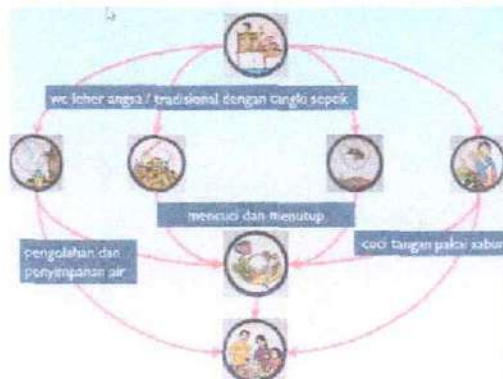 wc leher angsa / tradisional dengan tangki septik
mencuci dan menutup
pengolahan dan
penyimpanan air
cuci tangan pakai sabun